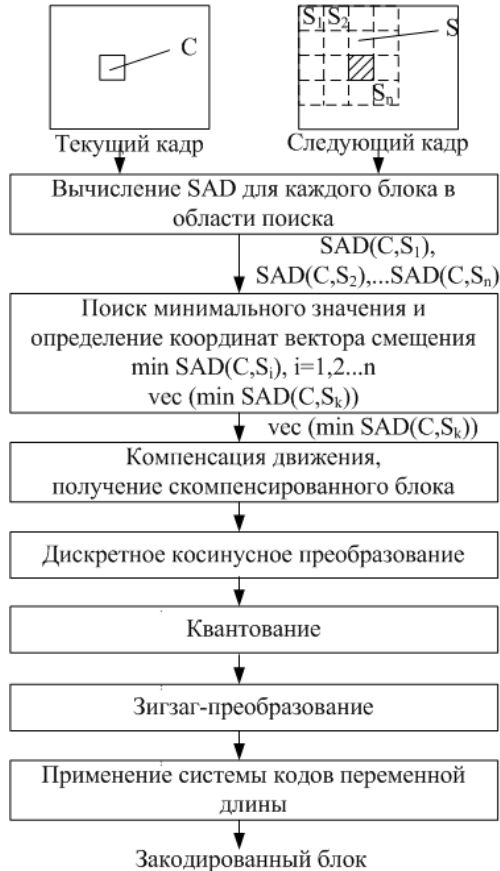 C
S₁ S₂
S
Sₙ
Текущий кадр
Следующий кадр
Вычисление SAD для каждого блока в
области поиска
SAD(C,S₁),
SAD(C,S₂),...SAD(C,Sₙ)
Поиск минимального значения и
определение координат вектора смещения
min SAD(C,Sᵢ), i=1,2...n
vec (min SAD(C,Sₖ))
vec (min SAD(C,Sₖ))
Компенсация движения,
получение скомпенсированного блока
Дискретное косинусное преобразование
Квантование
Зигзаг-преобразование
Применение системы кодов переменной
длины
Закодированный блок